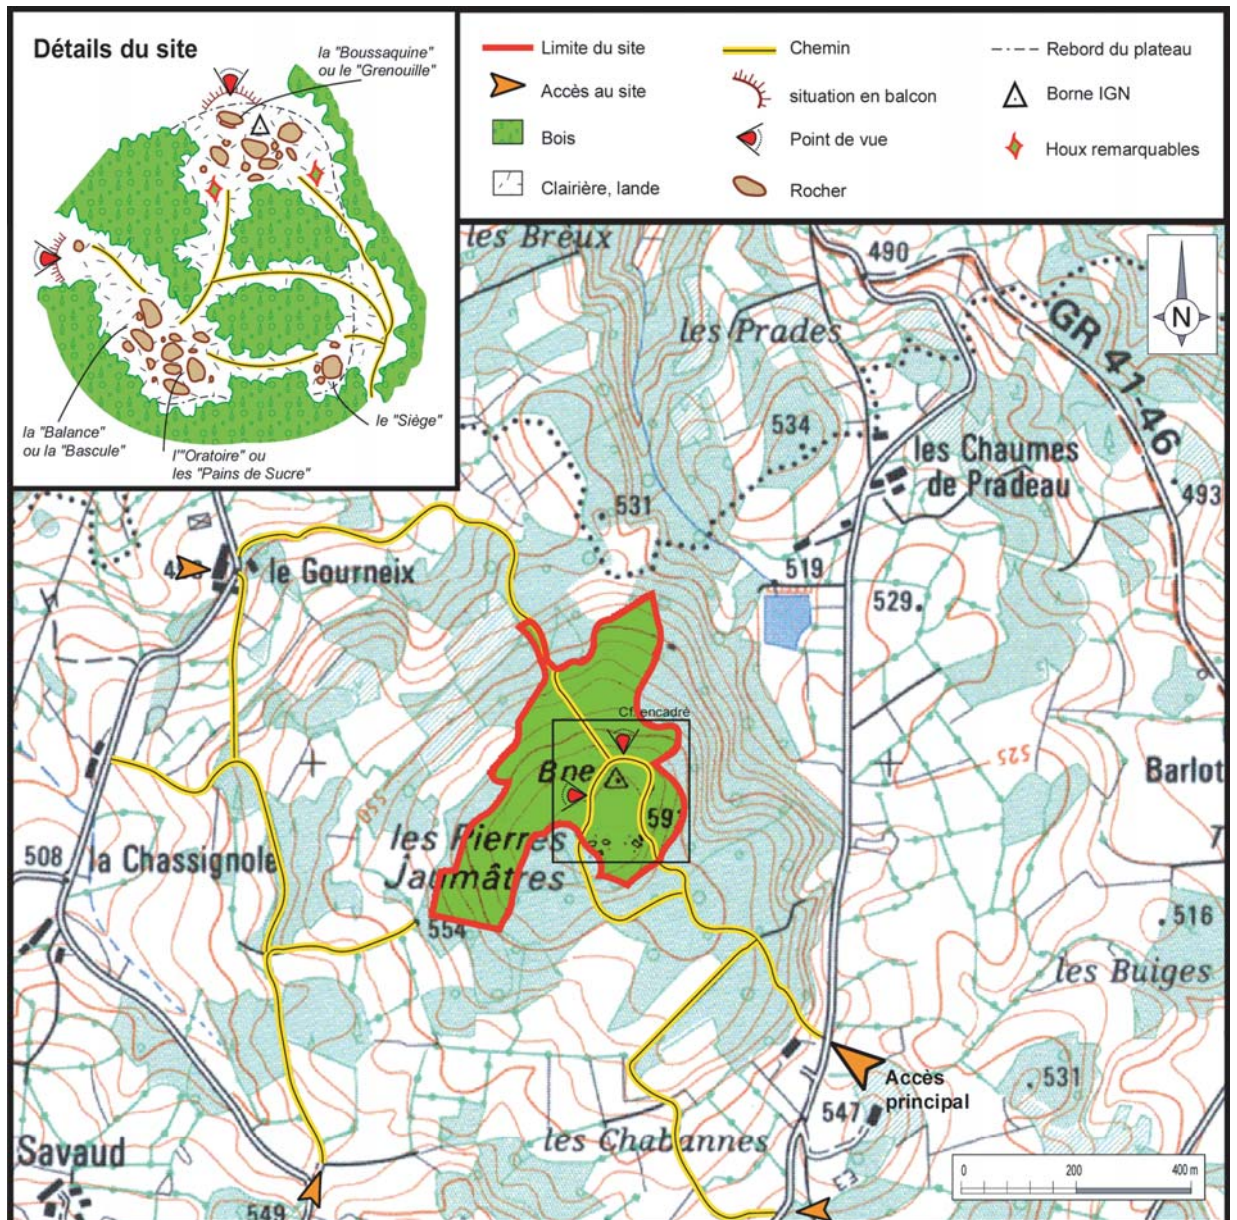 Détails du site
la "Boussaquine"
ou le "Grenouille"
la "Balance"
ou la "Bascule"
l'"Oratoire" ou
les "Pains de Sucre"
le "Siège"
Limite du site
Chemin
Rebord du plateau
Accès au site
situation en balcon
Borne IGN
Bois
Point de vue
Houx remarquables
Clairière, lande
Rocher
les Breux
490
N
les Prades
GR 41-46
534
les Chaumes
de Pradeau
493
531
519
le Gourneix
529
Cf. encadré
525
Bne
Barlot
550
591
les Pierres
Jaumâtres
508
la Chassignole
554
516
les Buiges
Accès
principal
531
547
les Chabannes
Savaud
549
0 200 400 m